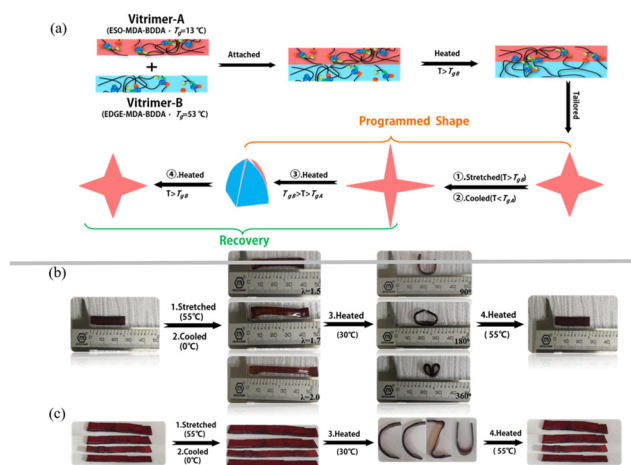 (a)
Vitrimer-A
(ESO-MDA-BDDA · Tg=13 ℃)
+
Vitrimer-B
(EDGE-MDA-BDDA · Tg=53 ℃)
Attached
Heated
T>TgB
Tailored
Programmed Shape
④.Heated
T>TgB
③.Heated
TgB>T>TgA
①.Stretched(T>TgB)
②.Cooled(T<TgA)
Recovery
(b)
1.Stretched
(55℃)
2.Cooled
(0℃)
λ=1.5
λ=1.7
λ=2.0
3.Heated
(30℃)
90°
180°
360°
4.Heated
( 55℃)
(c)
1.Stretched
(55℃)
2.Cooled
(0℃)
3.Heated
(30℃)
4.Heated
( 55℃)